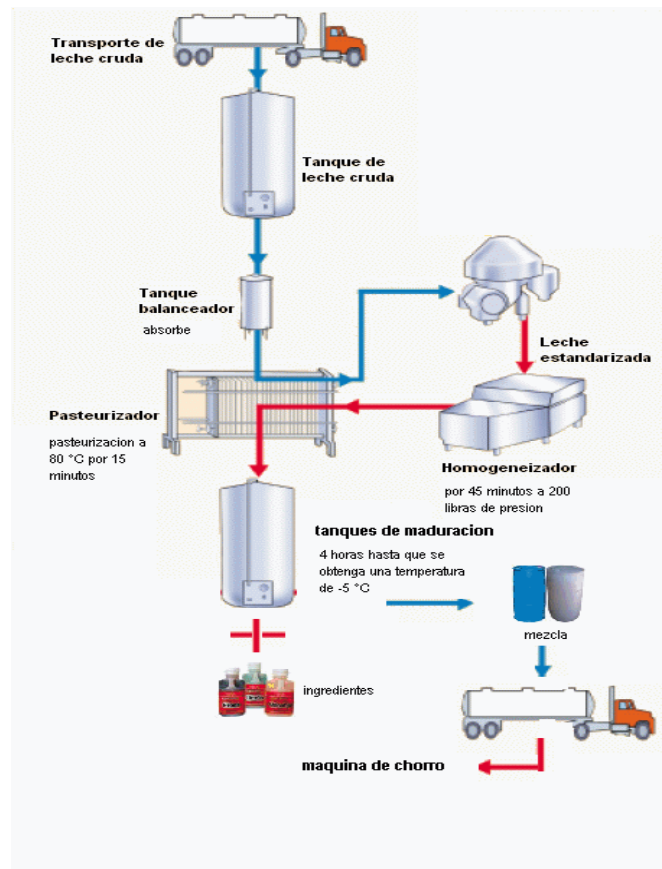 Transporte de
leche cruda
Tanque de
leche cruda
Tanque
balanceador
absorbe
Leche
estandarizada
Pasteurizador
pasteurizacion a
80 °C por 15
minutos
Homogeneizador
por 45 minutos a 200
libras de presion
tanques de maduracion
4 horas hasta que se
obtenga una temperatura
de -5 °C
mezcla
ingredientes
maquina de chorro